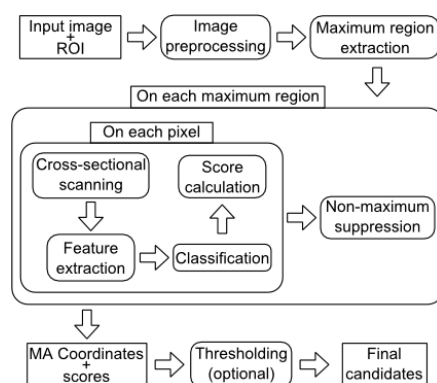 Input image
+
ROI
Image
preprocessing
Maximum region
extraction
On each maximum region
On each pixel
Cross-sectional
scanning
Score
calculation
Feature
extraction
Classification
Non-maximum
suppression
MA Coordinates
+
scores
Thresholding
(optional)
Final
candidates